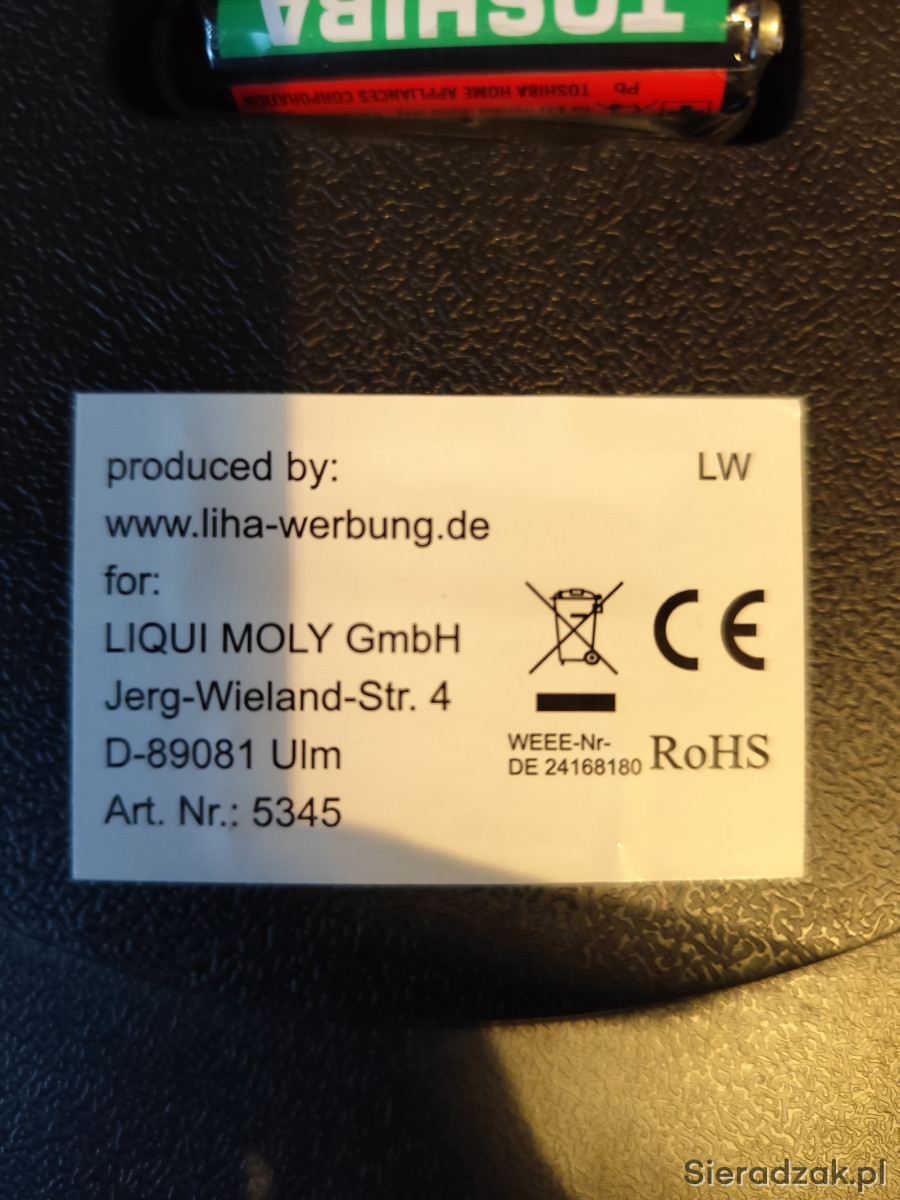 TOSHIBA
Pb
TOSHIBA HOME APPLIANCES CORPORATION
produced by:
LW
www.liha-werbung.de
for:
LIQUI MOLY GmbH
Jerg-Wieland-Str. 4
D-89081 Ulm
Art. Nr.: 5345
CE
WEEE-Nr-
DE 24168180
RoHS
Sieradzak.pl